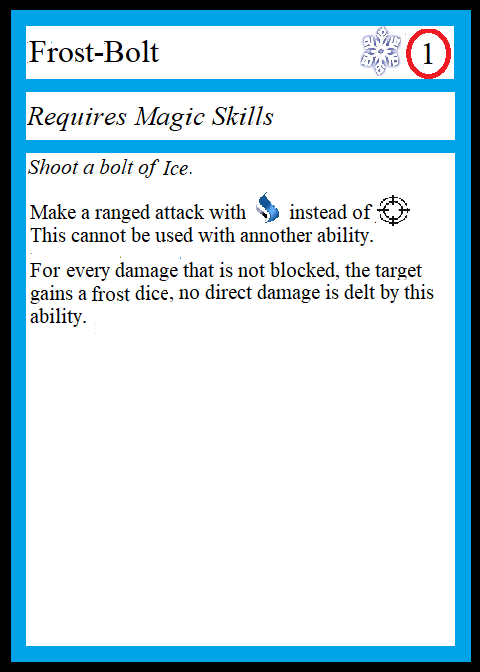 Frost-Bolt 1
Requires Magic Skills
Shoot a bolt of Ice.
Make a ranged attack with instead of
This cannot be used with annother ability.
For every damage that is not blocked, the target
gains a frost dice, no direct damage is delt by this
ability.